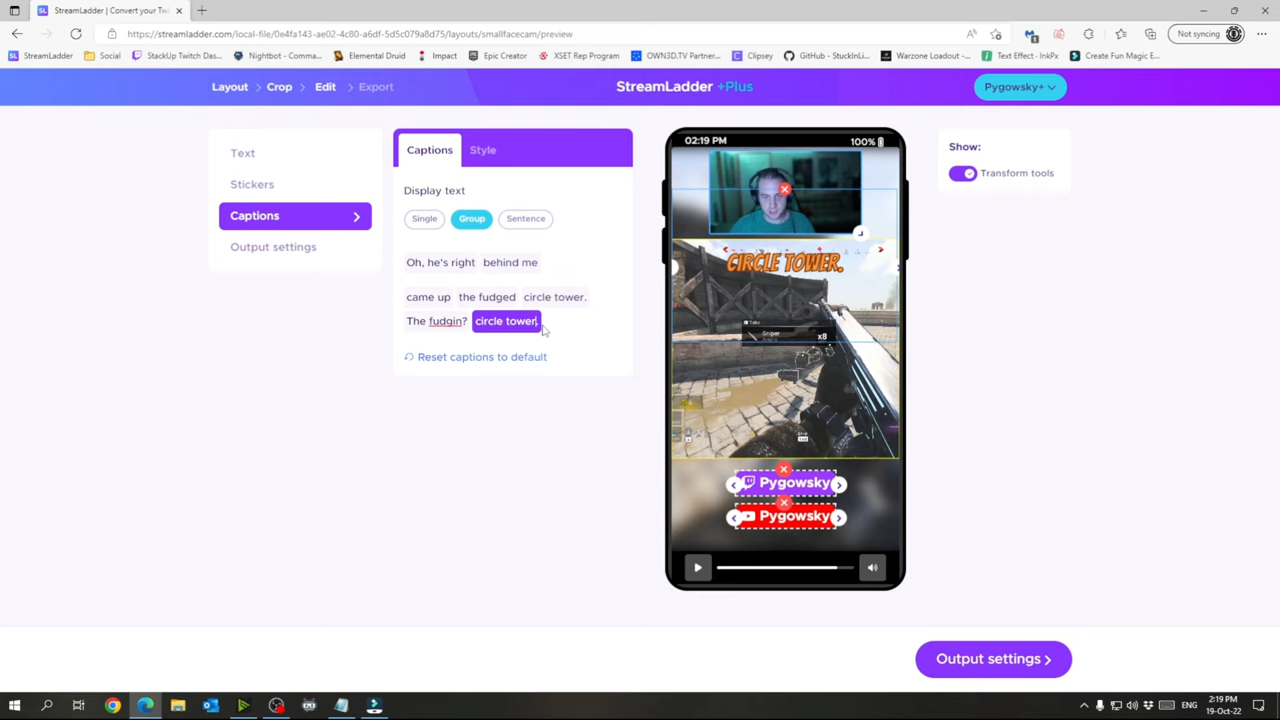 StreamLadder | Convert your Tw
https://streamladder.com/local-file/0e4fa143-ae02-4c80-a6df-5d5c079a8d75/layouts/smallfacecam/preview
Not syncing
StreamLadder
Social
StackUp Twitch Das...
Nightbot - Comma...
Elemental Druid
Impact
Epic Creator
XSET Rep Program
OWN3D.TV Partner...
Clipsey
GitHub - StuckInLi...
Warzone Loadout -...
Text Effect - InkPx
Create Fun Magic E...
Layout > Crop > Edit > Export
StreamLadder +Plus
Pygowsky+
Text
Stickers
Captions
Output settings
Captions Style
Display text
Single Group Sentence
Oh, he's right behind me
came up the fudged circle tower.
The fudgin? circle tower.
Reset captions to default
02:19 PM 100%
CIRCLE TOWER.
Sniper
x8
Pygowsky
Pygowsky
Show:
Transform tools
Output settings >
ENG
2:19 PM
19-Oct-22